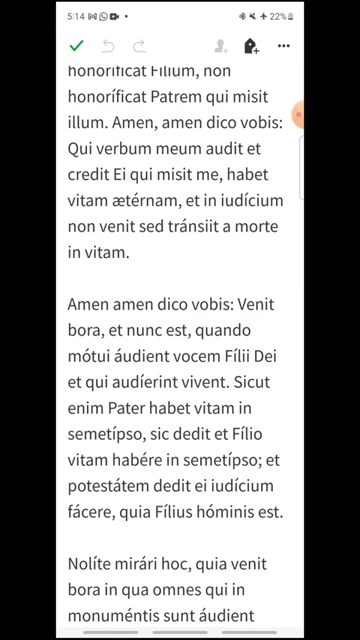 5:14
22%
honoríficat Fílium, non
honoríficat Patrem qui misit
illum. Amen, amen dico vobis:
Qui verbum meum audit et
credit Ei qui misit me, habet
vitam ætérnam, et in iudícium
non venit sed tránsiit a morte
in vitam.
Amen amen dico vobis: Venit
bora, et nunc est, quando
mótui áudient vocem Fílii Dei
et qui audíerint vivent. Sicut
enim Pater habet vitam in
semetípso, sic dedit et Fílio
vitam habére in semetípso; et
potestátem dedit ei iudícium
fácere, quia Fílius hóminis est.
Nolíte mirári hoc, quia venit
bora in qua omnes qui in
monuméntis sunt áudient